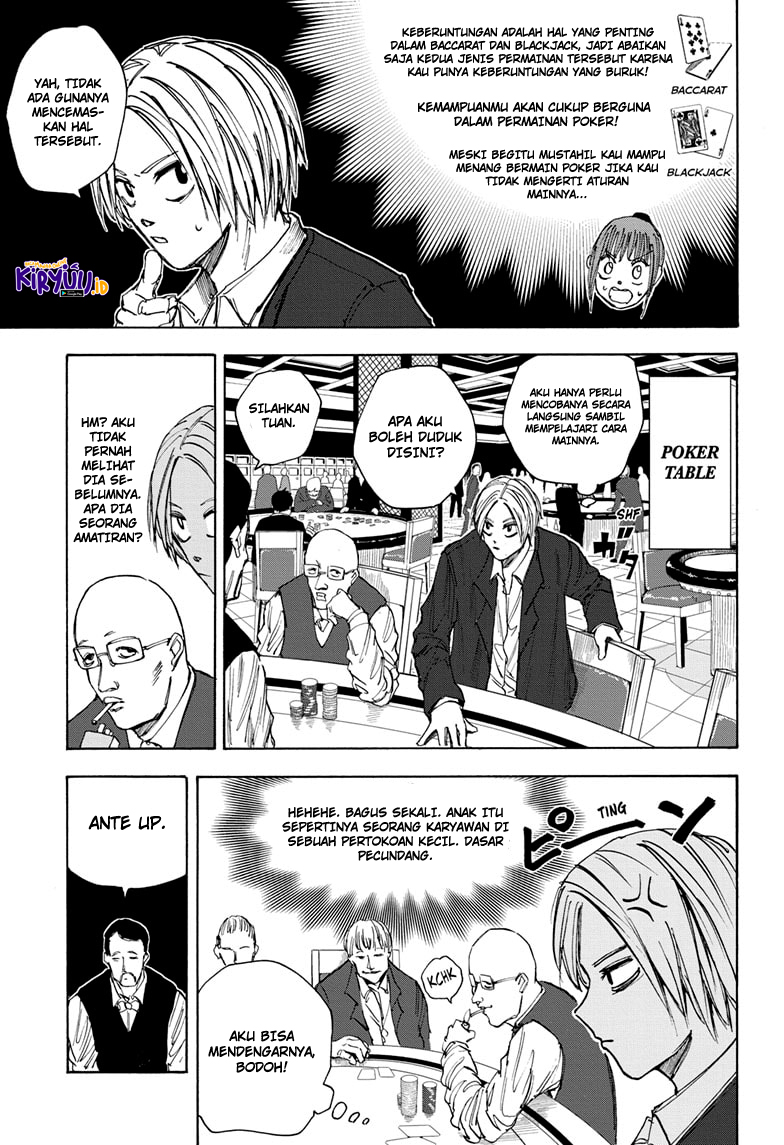 KEBERUNTUNGAN ADALAH HAL YANG PENTING
DALAM BACCARAT DAN BLACKJACK, JADI ABAIKAN
SAJA KEDUA JENIS PERMAINAN TERSEBUT KARENA
KAU PUNYA KEBERUNTUNGAN YANG BURUK!
BACCARAT
KEMAMPUANMU AKAN CUKUP BERGUNA
DALAM PERMAINAN POKER!
BLACKJACK
MESKI BEGITU MUSTAHIL KAU MAMPU
MENANG BERMAIN POKER JIKA KAU
TIDAK MENGERTI ATURAN
MAINNYA...
YAH, TIDAK
ADA GUNANYA
MENCEMAS-
KAN HAL
TERSEBUT.
KIRYUU.ID
POKER
TABLE
AKU HANYA PERLU
MENCOBANYA SECARA
LANGSUNG SAMBIL
MEMPELAJARI CARA
MAINNYA.
SHF
ガタ
APA AKU
BOLEH DUDUK
DISINI?
SILAHKAN
TUAN.
HM? AKU
TIDAK
PERNAH
MELIHAT
DIA SE-
BELUMNYA.
APA DIA
SEORANG
AMATIRAN?
TING
ピーン
HEHEHE. BAGUS SEKALI. ANAK ITU
SEPERTINYA SEORANG KARYAWAN DI
SEBUAH PERTOKOAN KECIL. DASAR
PECUNDANG.
KCHK
AKU BISA
MENDENGARNYA,
BODOH!
ANTE UP.